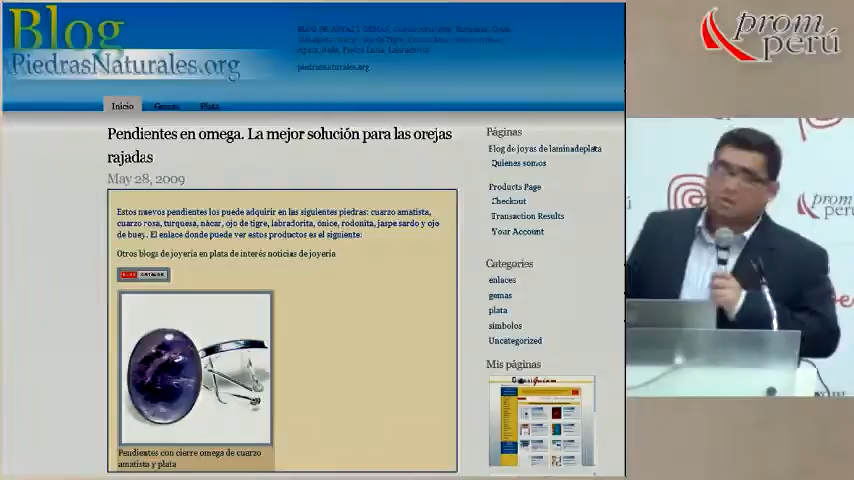 Blog
PiedrasNaturales.org
piedrasnaturales.org
Inicio
Gemas
Plata
Pendientes en omega. La mejor solución para las orejas
rajadas
May 28, 2009
Estos nuevos pendientes los puede adquirir en las siguientes piedras: cuarzo amatista,
cuarzo rosa, turquesa, nácar, ojo de tigre, labradorita, ónice, rodonita, jaspe sardo y ojo
de buey. El enlace donde puede ver estos productos es el siguiente:
Otros blogs de joyería en plata de interés noticias de joyería
BLOG CATALOG
Pendientes con cierre omega de cuarzo
amatista y plata
Páginas
Blog de joyas de laminadeplata
Quienes somos
Products Page
Checkout
Transaction Results
Your Account
Categories
enlaces
gemas
plata
simbolos
Uncategorized
Mis páginas
prom
perú
prom
perú